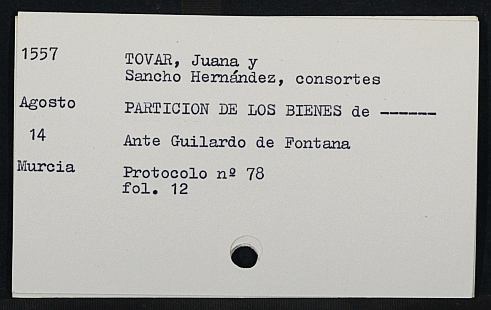 1557
TOVAR, Juana y
Sancho Hernández, consortes
Agosto
PARTICION DE LOS BIENES de ------
14
Ante Guilardo de Fontana
Murcia
Protocolo nº 78
fol. 12